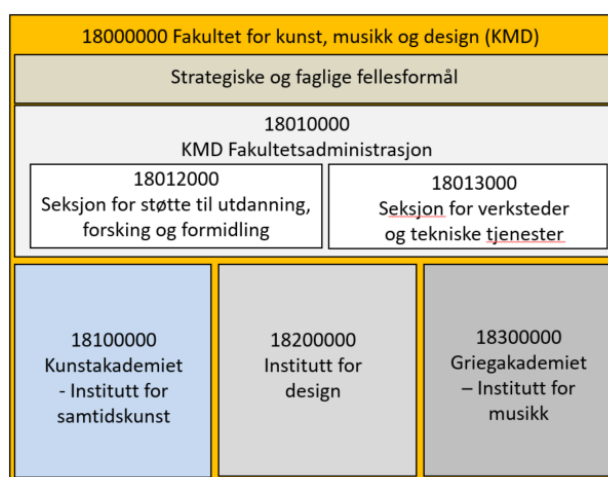 18000000 Fakultet for kunst, musikk og design (KMD)
Strategiske og faglige fellesformål
18010000
KMD Fakultetsadministrasjon
18012000
Seksjon for støtte til utdanning,
forsking og formidling
18013000
Seksjon for verksteder
og tekniske tjenester
18100000
Kunstakademiet
- Institutt for
samtidskunst
18200000
Institutt for
design
18300000
Griegakademiet
– Institutt for
musikk